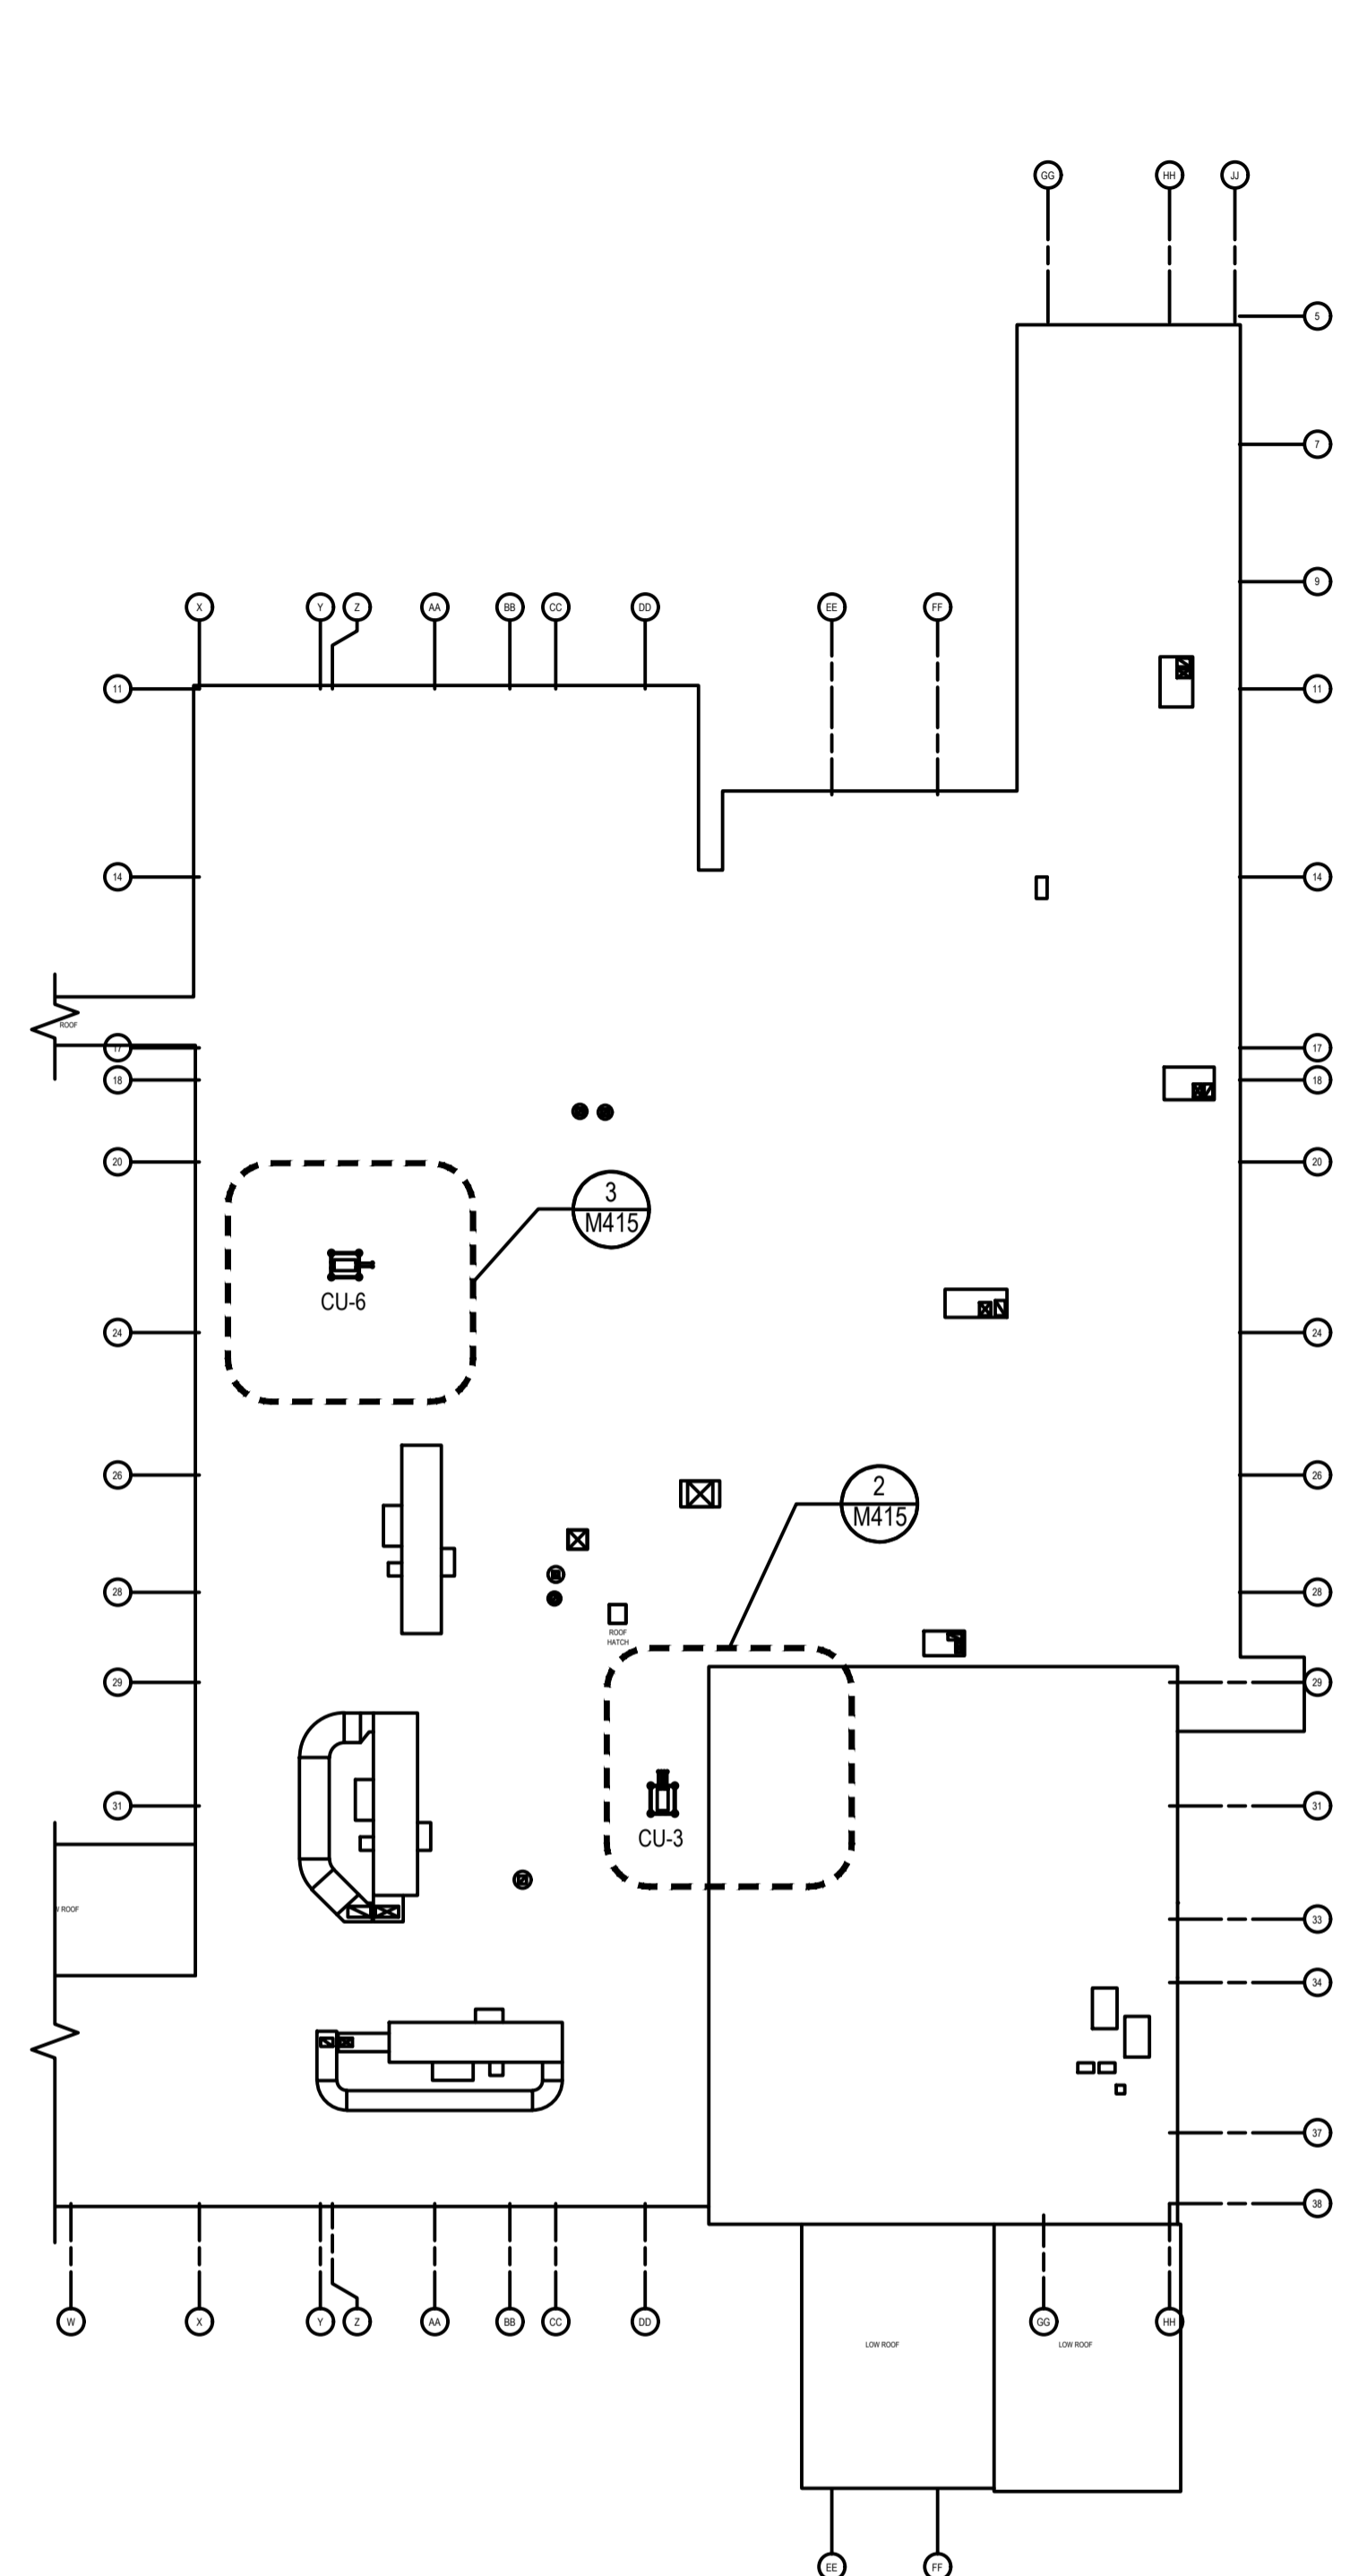 GG HH JJ
5
7
9
X Y Z AA BB CC DD EE FF
11 11
14 14
ROOF
17 17
18 18
20 20
3
M415
CU-6
24 24
26 26
2
M415
28 28
ROOF
HATCH
29 29
31 31
CU-3
W ROOF
33
34
37
38
W X Y Z AA BB CC DD GG HH
LOW ROOF LOW ROOF
EE FF